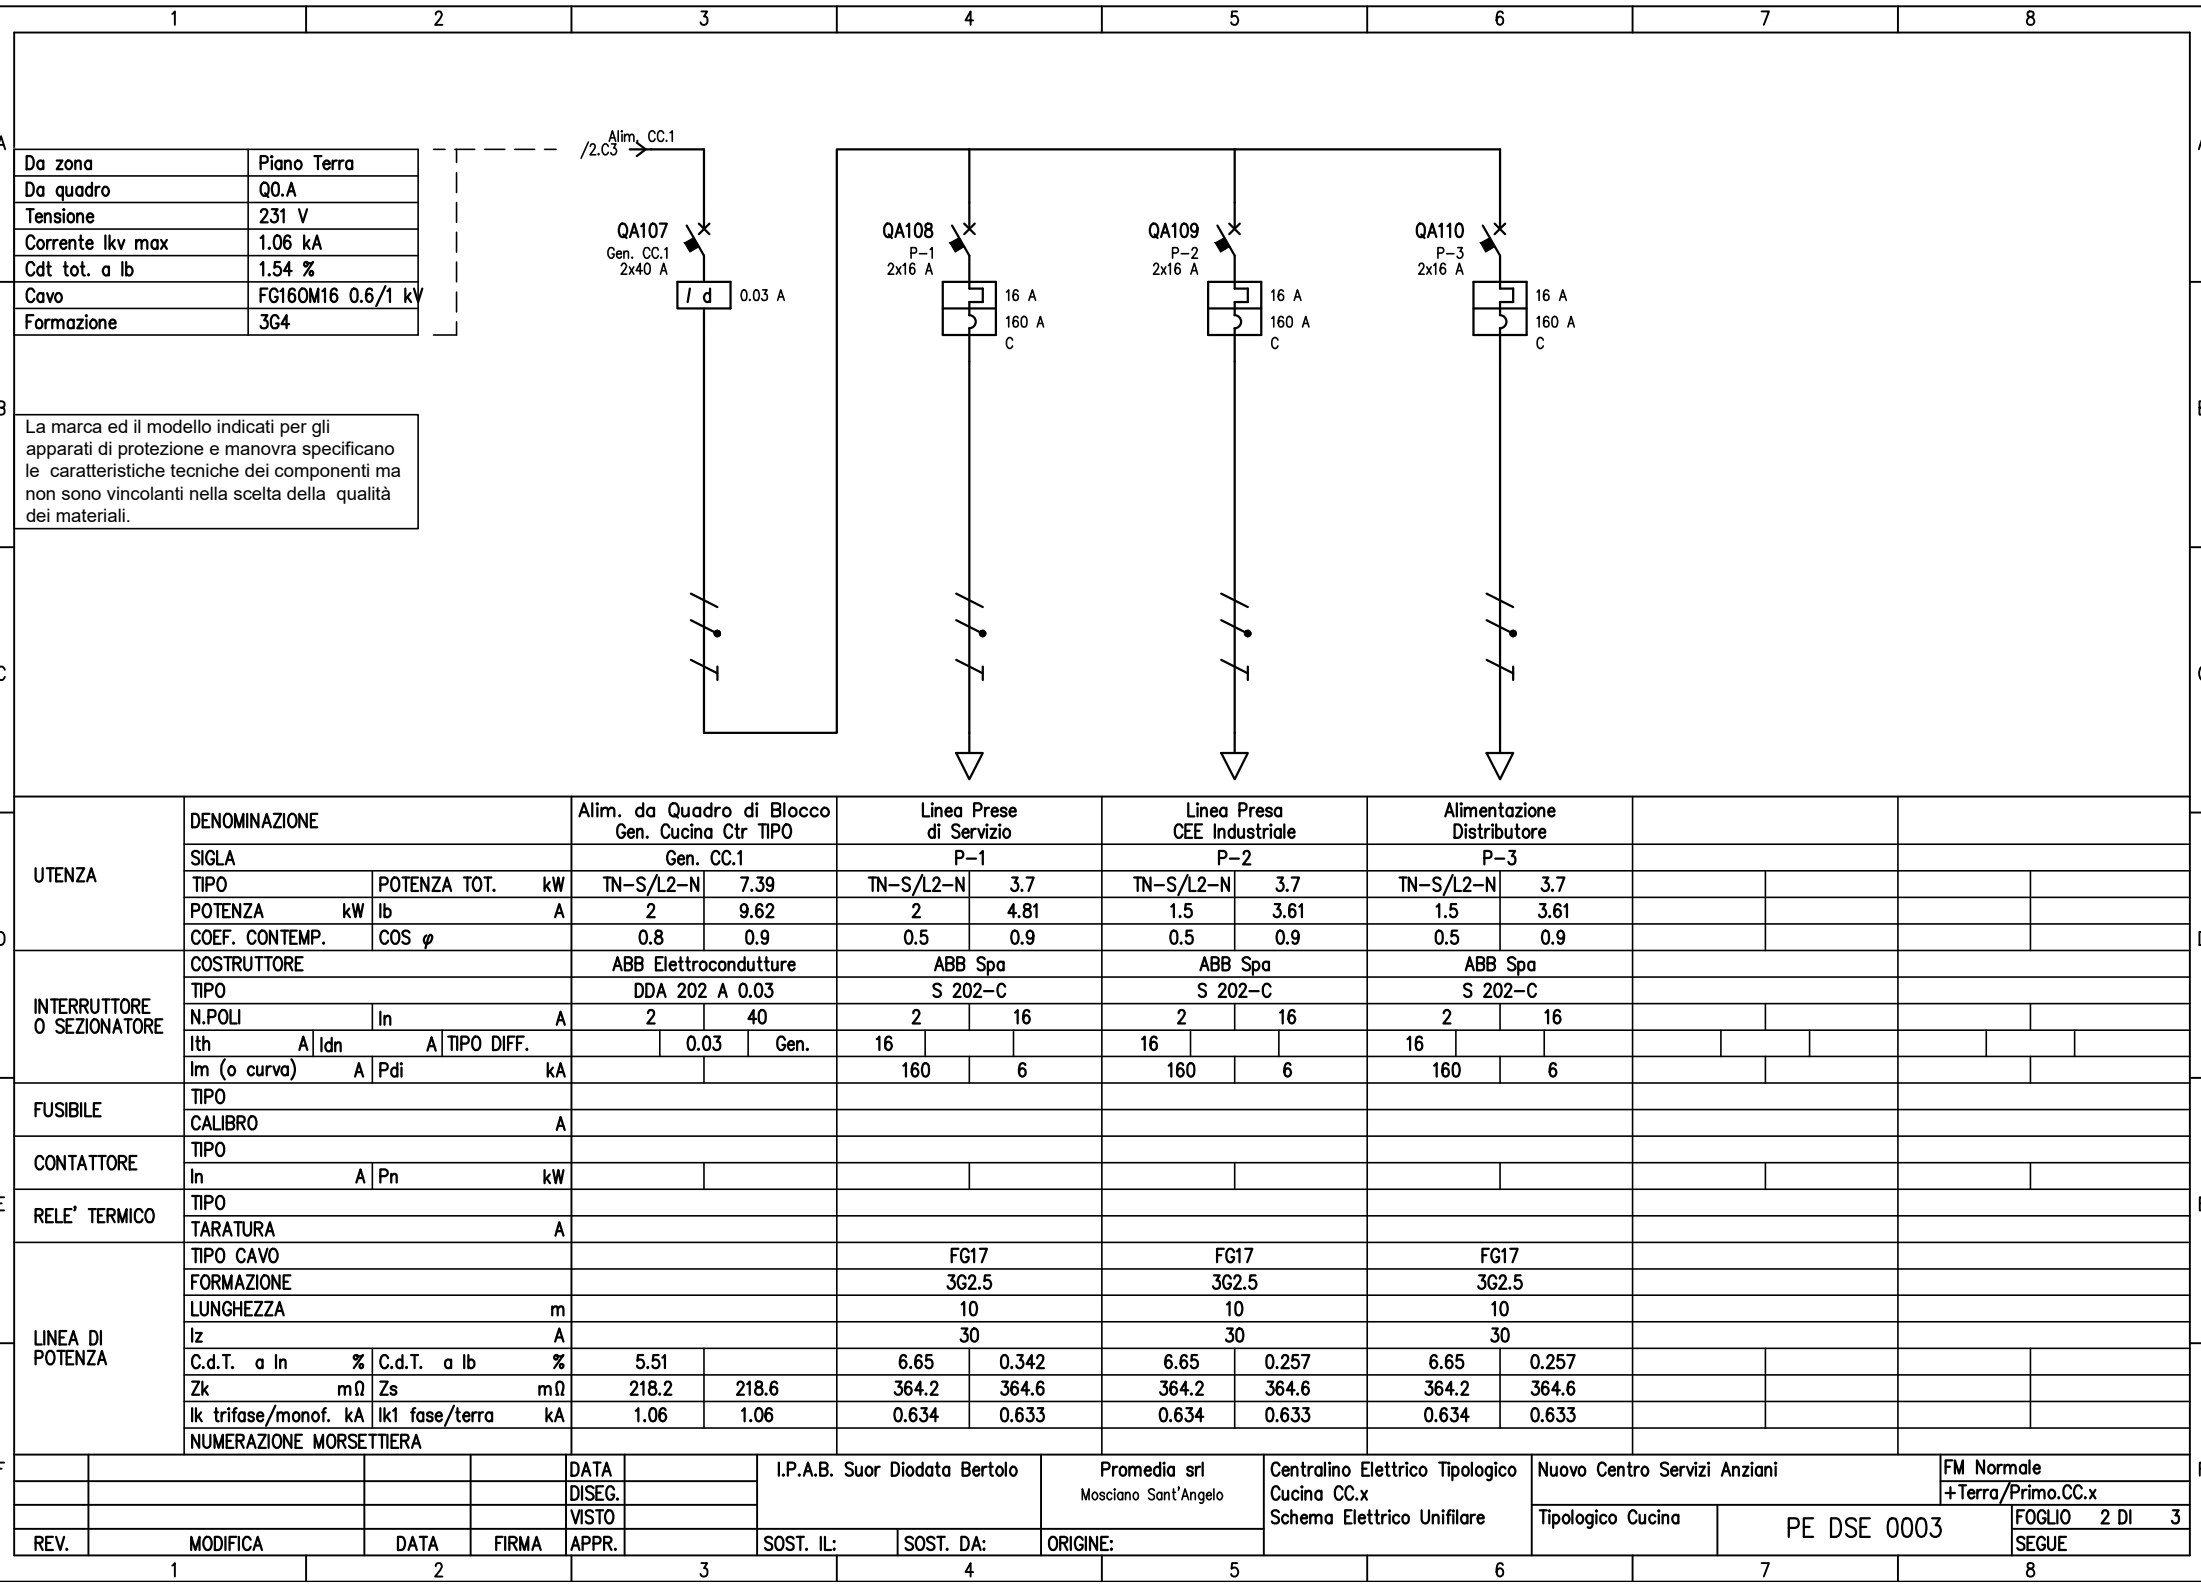 1 2 3 4 5 6 7 8
A
Alim. CC.1
/2.C3
Da zona Piano Terra
Da quadro Q0.A
Tensione 231 V
Corrente Ikv max 1.06 kA
Cdt tot. a Ib 1.54 %
Cavo FG16OM16 0.6/1 kV
Formazione 3G4
QA107
Gen. CC.1
2x40 A
I d 0.03 A
QA108
P-1
2x16 A
16 A
160 A
C
QA109
P-2
2x16 A
16 A
160 A
C
QA110
P-3
2x16 A
16 A
160 A
C
B
La marca ed il modello indicati per gli
apparati di protezione e manovra specificano
le caratteristiche tecniche dei componenti ma
non sono vincolanti nella scelta della qualità
dei materiali.
C
D
UTENZA
DENOMINAZIONE Alim. da Quadro di Blocco Gen. Cucina Ctr TIPO Linea Prese di Servizio Linea Presa CEE Industriale Alimentazione Distributore
SIGLA Gen. CC.1 P-1 P-2 P-3
TIPO POTENZA TOT. kW TN-S/L2-N 7.39 TN-S/L2-N 3.7 TN-S/L2-N 3.7 TN-S/L2-N 3.7
POTENZA kW Ib A 2 9.62 2 4.81 1.5 3.61 1.5 3.61
COEF. CONTEMP. COS φ 0.8 0.9 0.5 0.9 0.5 0.9 0.5 0.9
INTERRUTTORE
O SEZIONATORE
COSTRUTTORE ABB Elettrocondutture ABB Spa ABB Spa ABB Spa
TIPO DDA 202 A 0.03 S 202-C S 202-C S 202-C
N.POLI In A 2 40 2 16 2 16 2 16
Ith A Idn A TIPO DIFF. 0.03 Gen. 16 16 16
Im (o curva) A Pdi kA 160 6 160 6 160 6
FUSIBILE
TIPO
CALIBRO A
CONTATTORE
TIPO
In A Pn kW
E
RELE' TERMICO
TIPO
TARATURA A
LINEA DI
POTENZA
TIPO CAVO FG17 FG17 FG17
FORMAZIONE 3G2.5 3G2.5 3G2.5
LUNGHEZZA m 10 10 10
Iz A 30 30 30
C.d.T. a In % C.d.T. a Ib % 5.51 6.65 0.342 6.65 0.257 6.65 0.257
Zk mΩ Zs mΩ 218.2 218.6 364.2 364.6 364.2 364.6 364.2 364.6
Ik trifase/monof. kA Ik1 fase/terra kA 1.06 1.06 0.634 0.633 0.634 0.633 0.634 0.633
NUMERAZIONE MORSETTIERA
F
DATA
DISEG.
VISTO
APPR.
REV. MODIFICA DATA FIRMA
I.P.A.B. Suor Diodata Bertolo
SOST. IL: SOST. DA:
Promedia srl
Mosciano Sant'Angelo
ORIGINE:
Centralino Elettrico Tipologico
Cucina CC.x
Schema Elettrico Unifilare
Nuovo Centro Servizi Anziani
Tipologico Cucina
PE DSE 0003
FM Normale
+Terra/Primo.CC.x
FOGLIO 2 DI 3
SEGUE
1 2 3 4 5 6 7 8